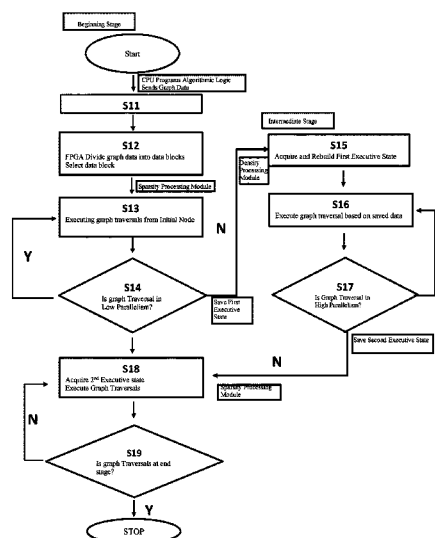 Beginning Stage
Start
CPU Programs Algorithmic Logic
Sends Graph Data
S11
S12
FPGA Divide graph data into data blocks
Select data block
Sparsity Processing Module
S13
Executing graph traversals from Initial Node
Y
N
S14
Is graph Traversal in
Low Parallelism?
Save First
Executive
State
Intermediate Stage
Density
Processing
Module
S15
Acquire and Rebuild First Executive State
S16
Execute graph traversal based on saved data
S17
Is Graph Traversal in
High Parallelism?
Save Second Executive State
N
Sparsity Processing
Module
S18
Acquire 2nd Executive state
Execute Graph Traversals
N
S19
Is graph Traversals at end
stage?
Y
STOP